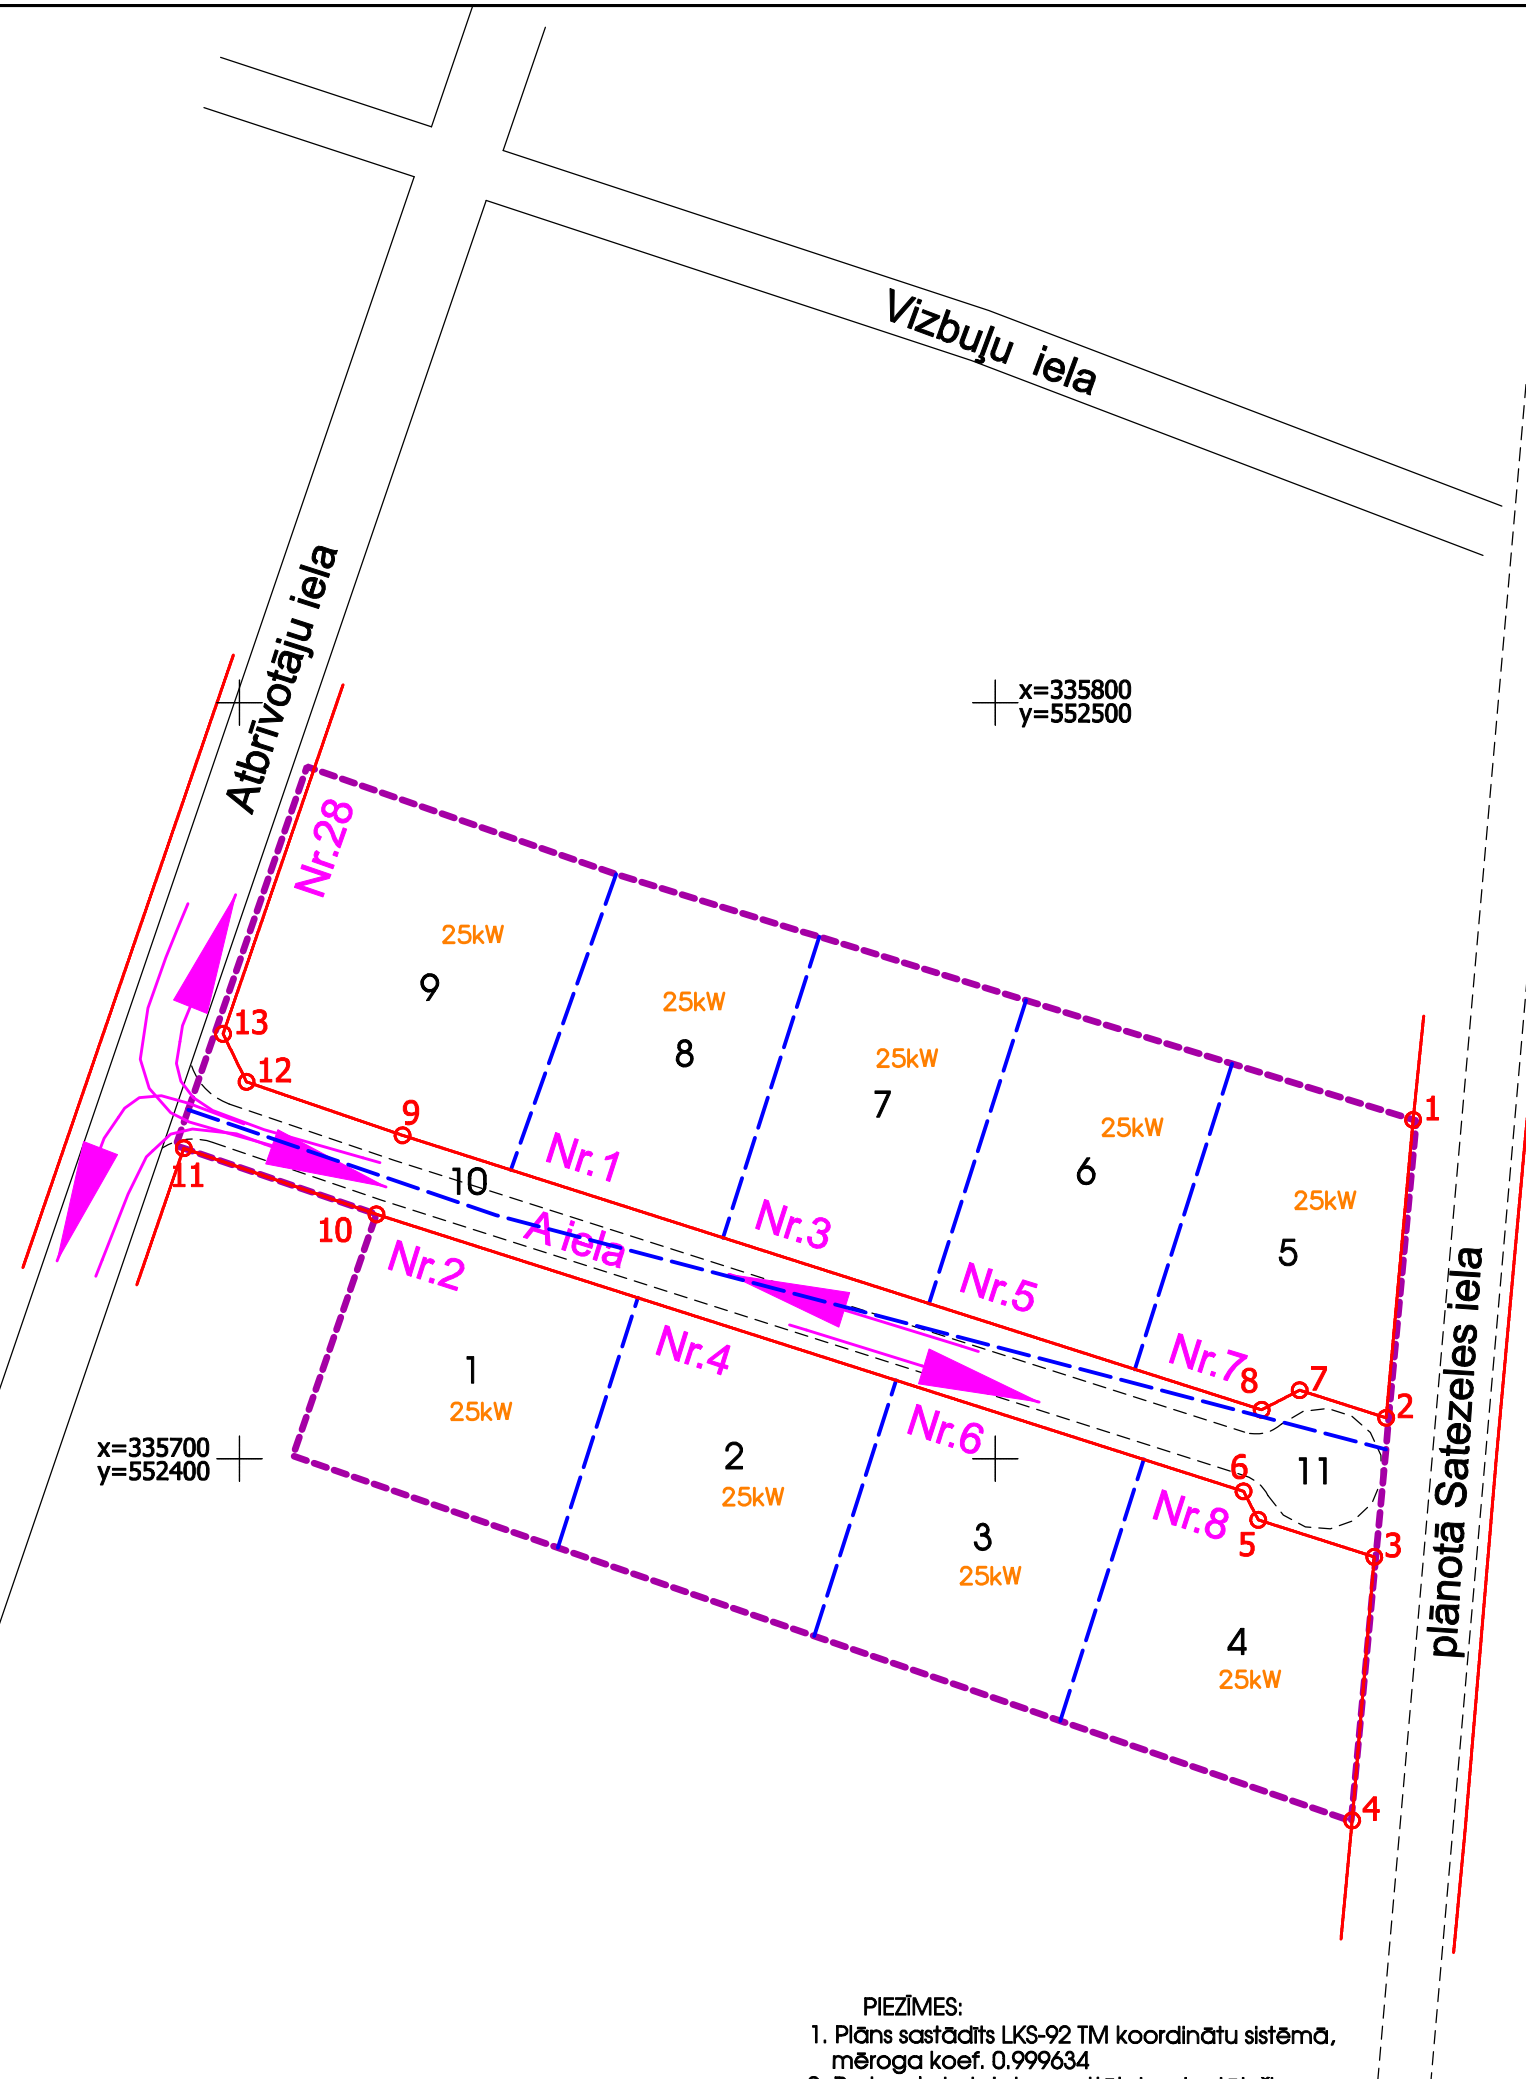 Vizbuļu iela
Atbrīvotāju iela
x=335800
y=552500
Nr.28
25kW
9
25kW
8
25kW
7
25kW
6
25kW
5
13
12
9
1
11
10
10
Nr.1
Nr.3
Nr.5
Nr.7
A iela
Nr.2
Nr.4
Nr.6
Nr.8
8
7
2
6
5
3
11
plānotā Satezeles iela
1
25kW
2
25kW
3
25kW
4
25kW
x=335700
y=552400
4
PIEZĪMES:
1. Plāns sastādīts LKS-92 TM koordinātu sistēmā,
mēroga koef. 0.999634